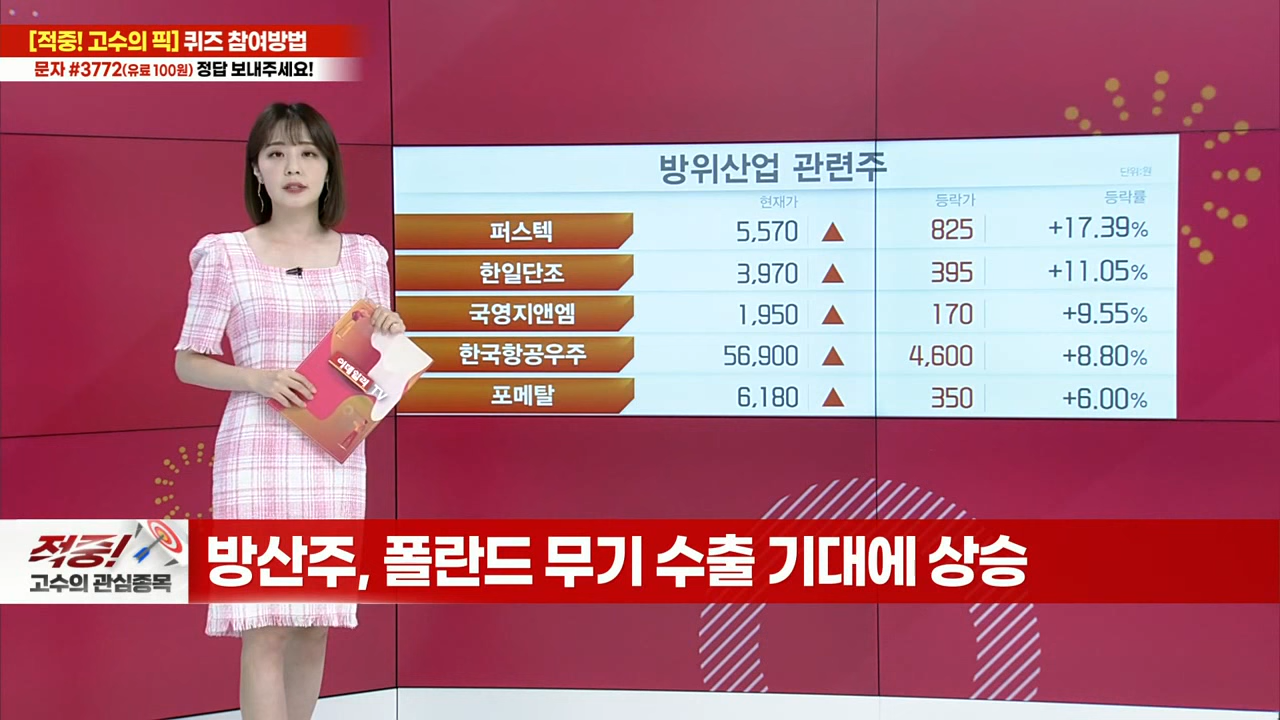 [적중! 고수의 픽] 퀴즈 참여방법
문자 #3772(유료 100원) 정답 보내주세요!
방위산업 관련주
단위:원
현재가 등락가 등락률
퍼스텍 5,570 ▲ 825 +17.39%
한일단조 3,970 ▲ 395 +11.05%
국영지앤엠 1,950 ▲ 170 +9.55%
한국항공우주 56,900 ▲ 4,600 +8.80%
포메탈 6,180 ▲ 350 +6.00%
이데일리 TV
적중!
고수의 관심종목
방산주, 폴란드 무기 수출 기대에 상승